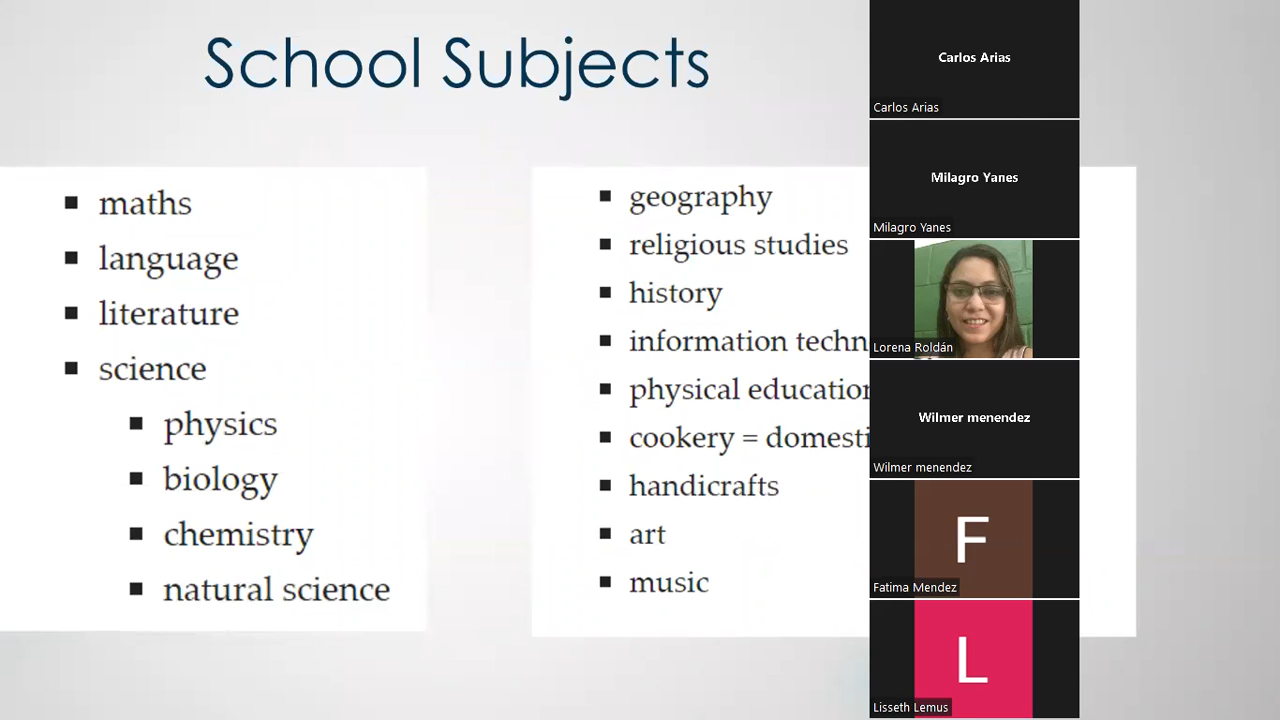 School Subjects
maths
language
literature
science
physics
biology
chemistry
natural science
geography
religious studies
history
information techn
physical education
cookery = domesti
handicrafts
art
music
Carlos Arias
Carlos Arias
Milagro Yanes
Milagro Yanes
Lorena Roldán
Wilmer menendez
Wilmer menendez
F
Fatima Mendez
L
Lisseth Lemus